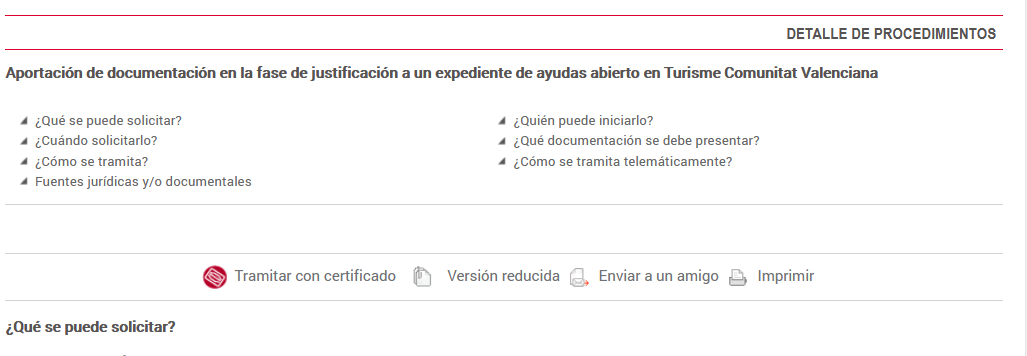 DETALLE DE PROCEDIMIENTOS
Aportación de documentación en la fase de justificación a un expediente de ayudas abierto en Turisme Comunitat Valenciana
¿Qué se puede solicitar?
¿Quién puede iniciarlo?
¿Cuándo solicitarlo?
¿Qué documentación se debe presentar?
¿Cómo se tramita?
¿Cómo se tramita telemáticamente?
Fuentes jurídicas y/o documentales
Tramitar con certificado Versión reducida Enviar a un amigo Imprimir
¿Qué se puede solicitar?